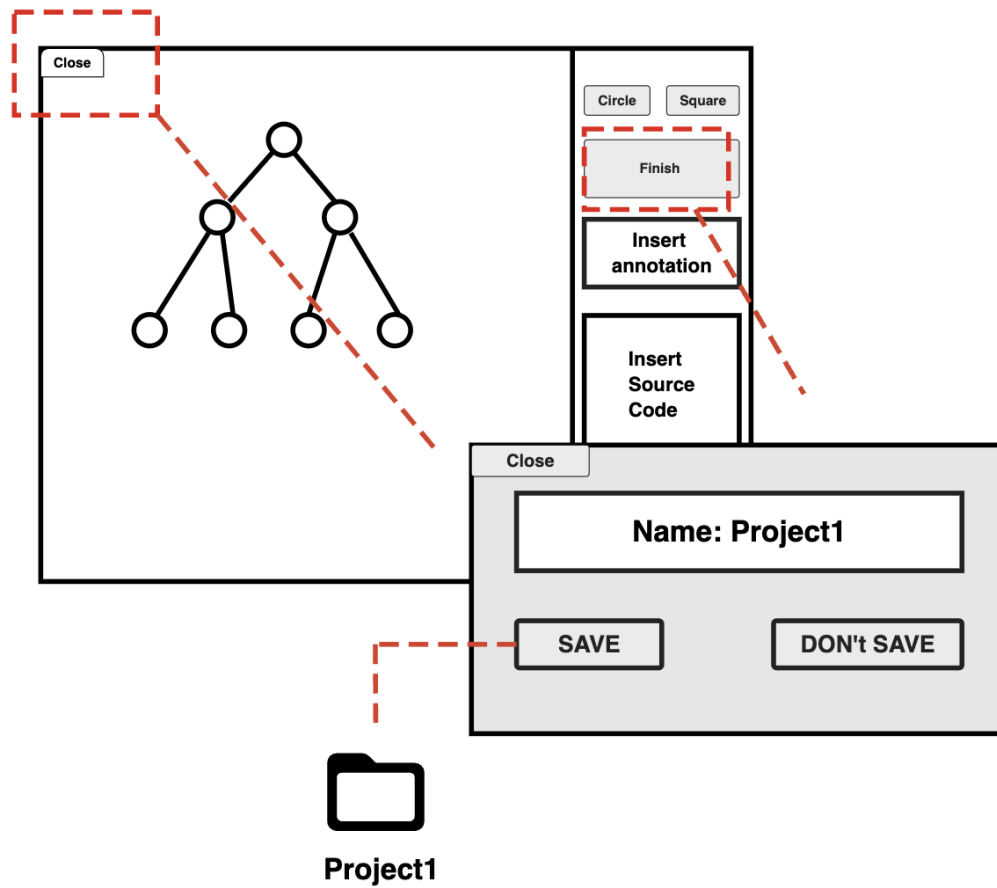 Close
Circle
Square
Finish
Insert
annotation
Insert
Source
Code
Close
Name: Project1
SAVE
DON't SAVE
Project1